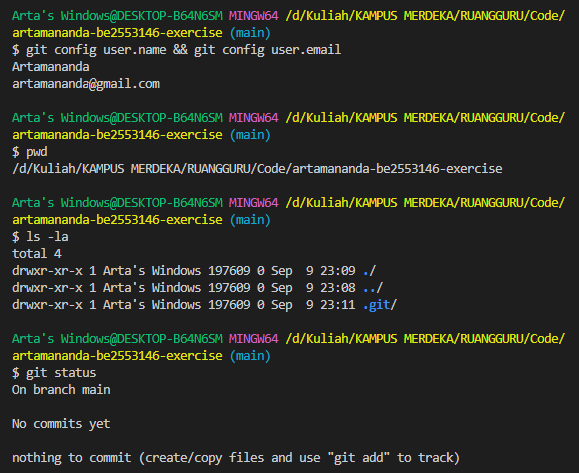 Arta's Windows@DESKTOP-B64N6SM MINGW64 /d/Kuliah/KAMPUS MERDEKA/RUANGGURU/Code/
artamananda-be2553146-exercise (main)
$ git config user.name && git config user.email
Artamananda
artamananda@gmail.com
Arta's Windows@DESKTOP-B64N6SM MINGW64 /d/Kuliah/KAMPUS MERDEKA/RUANGGURU/Code/
artamananda-be2553146-exercise (main)
$ pwd
/d/Kuliah/KAMPUS MERDEKA/RUANGGURU/Code/artamananda-be2553146-exercise
Arta's Windows@DESKTOP-B64N6SM MINGW64 /d/Kuliah/KAMPUS MERDEKA/RUANGGURU/Code/
artamananda-be2553146-exercise (main)
$ ls -la
total 4
drwxr-xr-x 1 Arta's Windows 197609 0 Sep  9 23:09 ./
drwxr-xr-x 1 Arta's Windows 197609 0 Sep  9 23:08 ../
drwxr-xr-x 1 Arta's Windows 197609 0 Sep  9 23:11 .git/
Arta's Windows@DESKTOP-B64N6SM MINGW64 /d/Kuliah/KAMPUS MERDEKA/RUANGGURU/Code/
artamananda-be2553146-exercise (main)
$ git status
On branch main
No commits yet
nothing to commit (create/copy files and use "git add" to track)